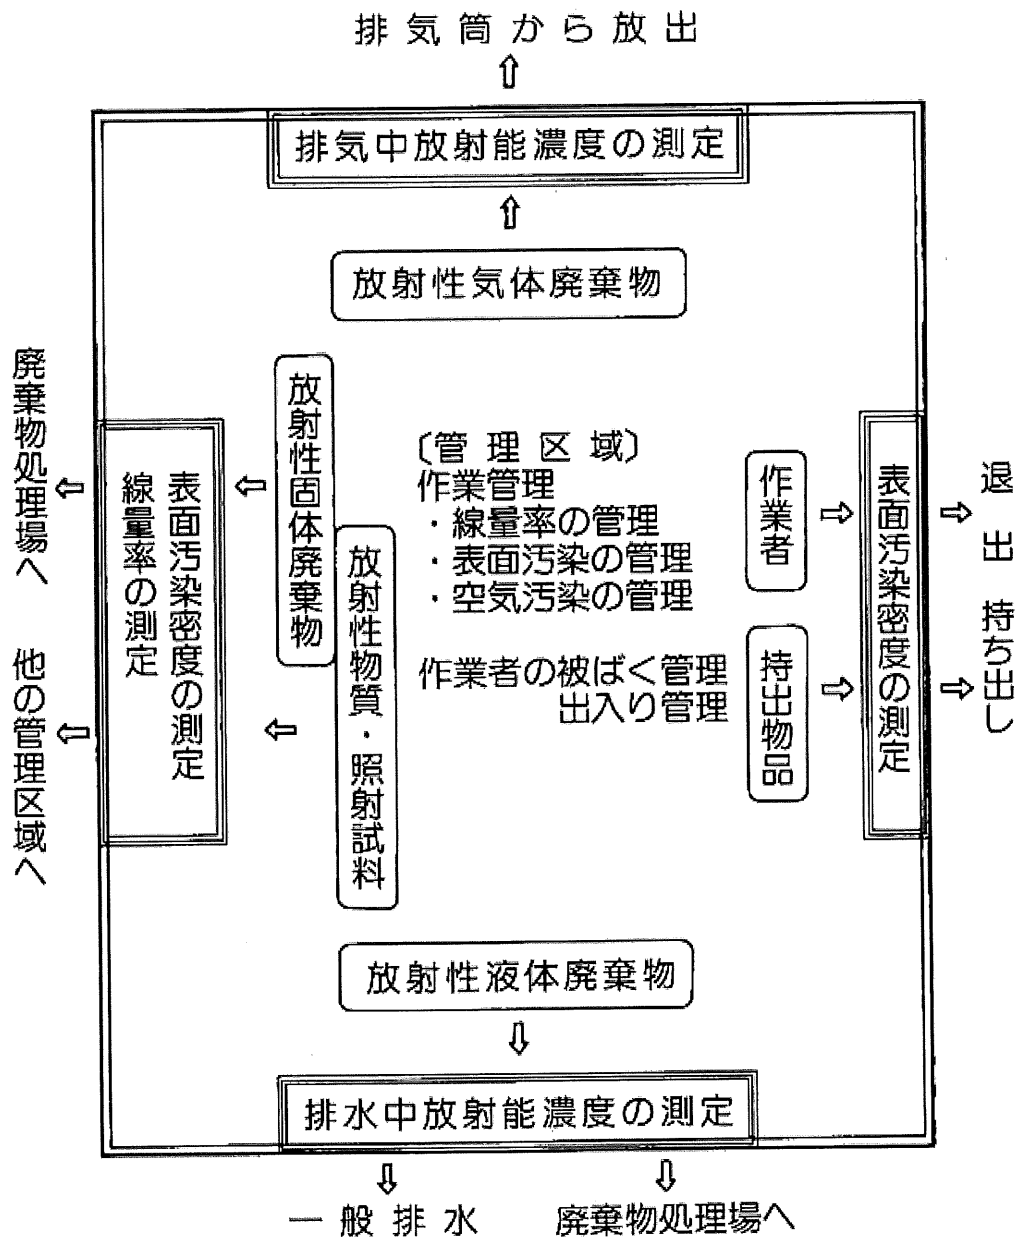 排気筒から放出
排気中放射能濃度の測定
放射性気体廃棄物
廃棄物処理場へ
他の管理区域へ
表面汚染密度の測定
線量率の測定
放射性固体廃棄物
放射性物質・照射試料
〔管理区域〕
作業管理
・線量率の管理
・表面汚染の管理
・空気汚染の管理
作業者の被ばく管理
出入り管理
作業者
持出物品
表面汚染密度の測定
退出
持ち出し
放射性液体廃棄物
排水中放射能濃度の測定
一般排水
廃棄物処理場へ